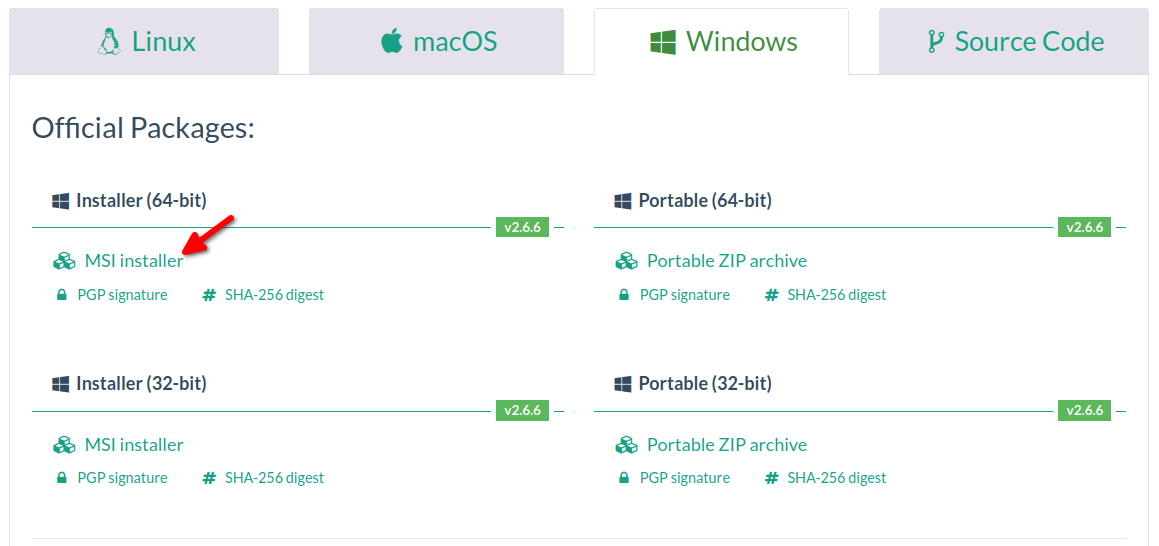 Linux
macOS
Windows
Source Code
Official Packages:
Installer (64-bit)
v2.6.6
MSI installer
PGP signature
SHA-256 digest
Portable (64-bit)
v2.6.6
Portable ZIP archive
PGP signature
SHA-256 digest
Installer (32-bit)
v2.6.6
MSI installer
PGP signature
SHA-256 digest
Portable (32-bit)
v2.6.6
Portable ZIP archive
PGP signature
SHA-256 digest